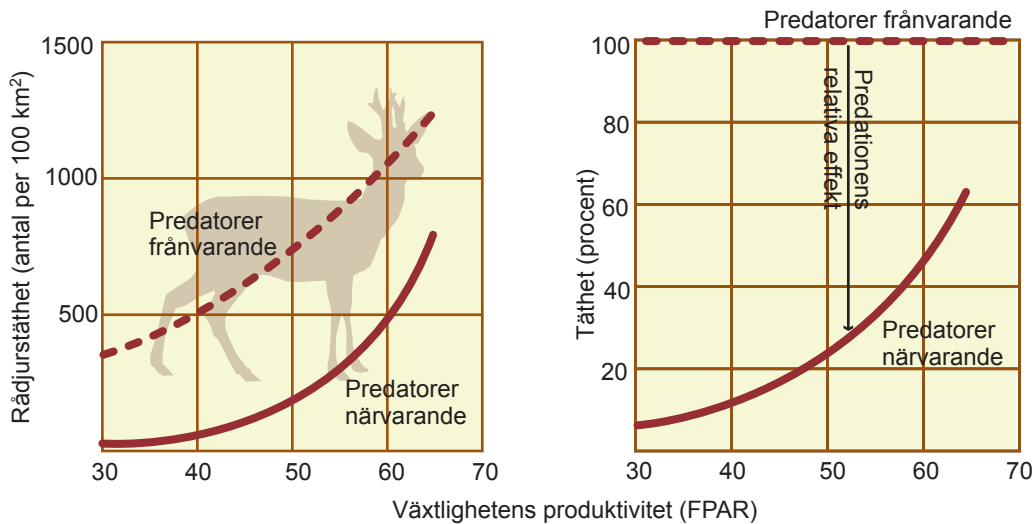 Rådjurstäthet (antal per 100 km²)
1500
1000
500
Predatorer
frånvarande
Predatorer
närvarande
30 40 50 60 70
Predatorer frånvarande
Täthet (procent)
100
80
60
40
20
Predationens
relativa effekt
Predatorer
närvarande
30 40 50 60 70
Växtlighetens produktivitet (FPAR)